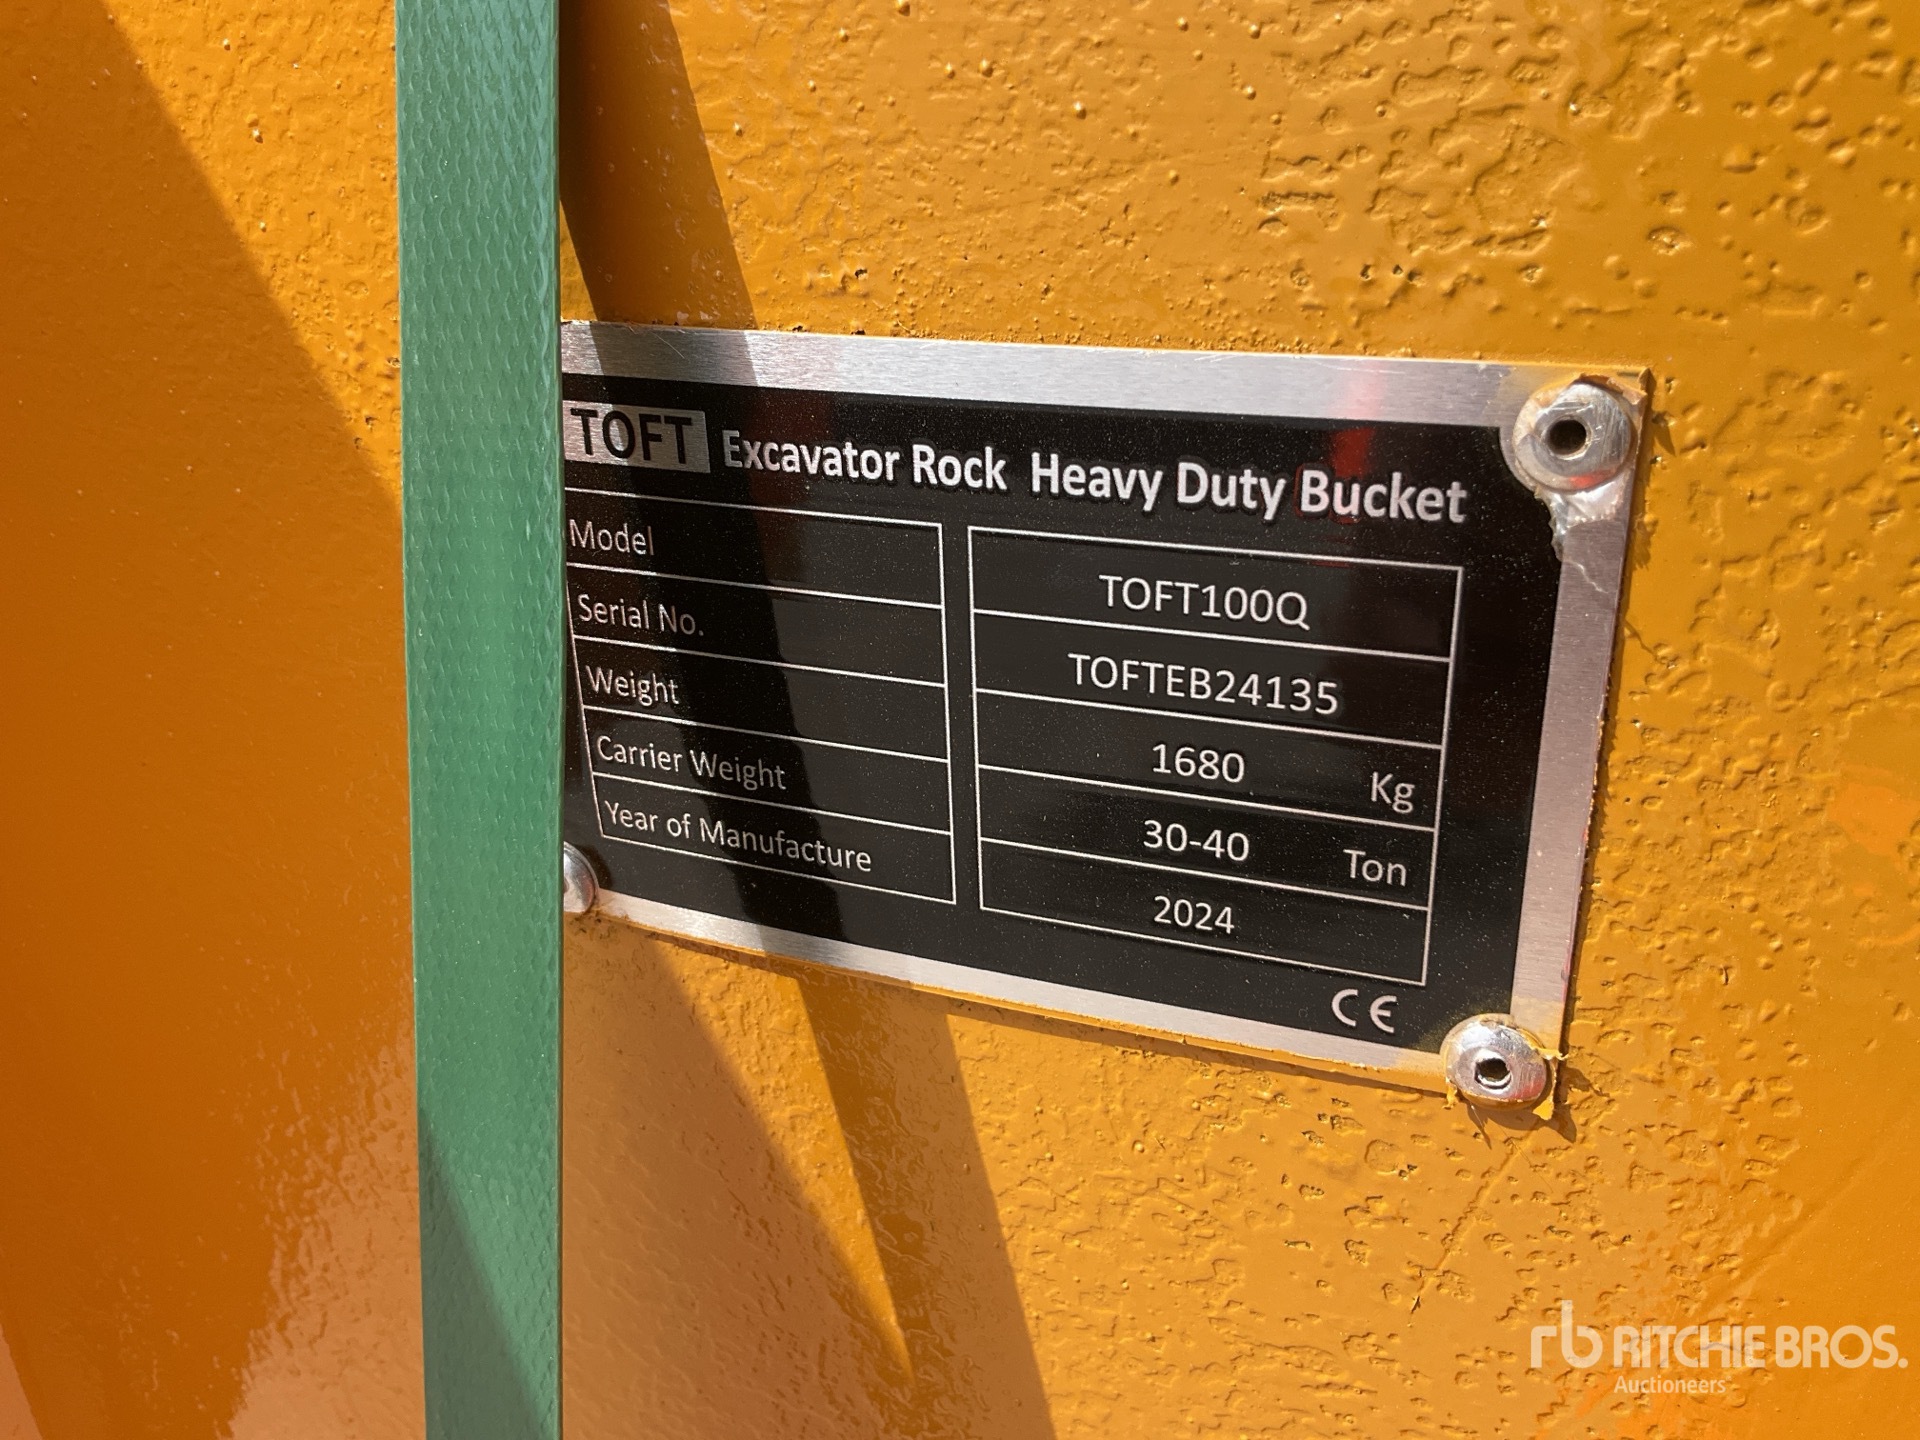 TOFT Excavator Rock Heavy Duty Bucket
Model TOFT100Q
Serial No. TOFTEB24135
Weight 1680 Kg
Carrier Weight 30-40 Ton
Year of Manufacture 2024
CE
rb RITCHIE BROS.
Auctioneers